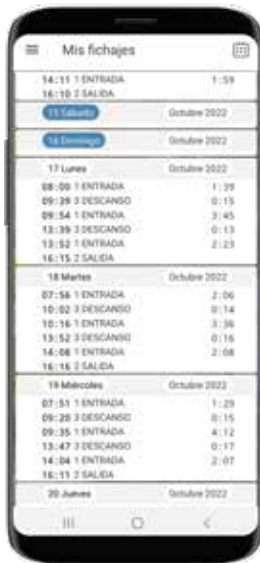 Mis fichajes
14:11 1 ENTRADA 1:59
16:10 2 SALIDA
15 Sábado Octubre 2022
16 Domingo Octubre 2022
17 Lunes Octubre 2022
08:00 1 ENTRADA 1:39
09:39 3 DESCANSO 0:15
09:54 1 ENTRADA 3:45
13:39 3 DESCANSO 0:13
13:52 1 ENTRADA 2:23
16:15 2 SALIDA
18 Martes Octubre 2022
07:56 1 ENTRADA 2:06
10:02 3 DESCANSO 0:14
10:16 1 ENTRADA 3:36
13:52 3 DESCANSO 0:16
14:08 1 ENTRADA 2:08
16:16 2 SALIDA
19 Miércoles Octubre 2022
07:51 1 ENTRADA 1:29
09:20 3 DESCANSO 0:15
09:35 1 ENTRADA 4:12
13:47 3 DESCANSO 0:17
14:04 1 ENTRADA 2:07
16:11 2 SALIDA
20 Jueves Octubre 2022